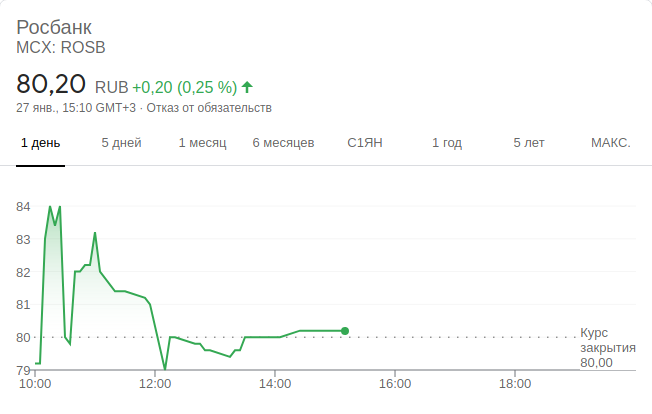 Росбанк
MCX: ROSB
80,20 RUB +0,20 (0,25 %)
27 янв., 15:10 GMT+3 · Отказ от обязательств
1 день 5 дней 1 месяц 6 месяцев С1ЯН 1 год 5 лет МАКС.
84
83
82
81
80
79
Курс
закрытия
80,00
10:00 12:00 14:00 16:00 18:00